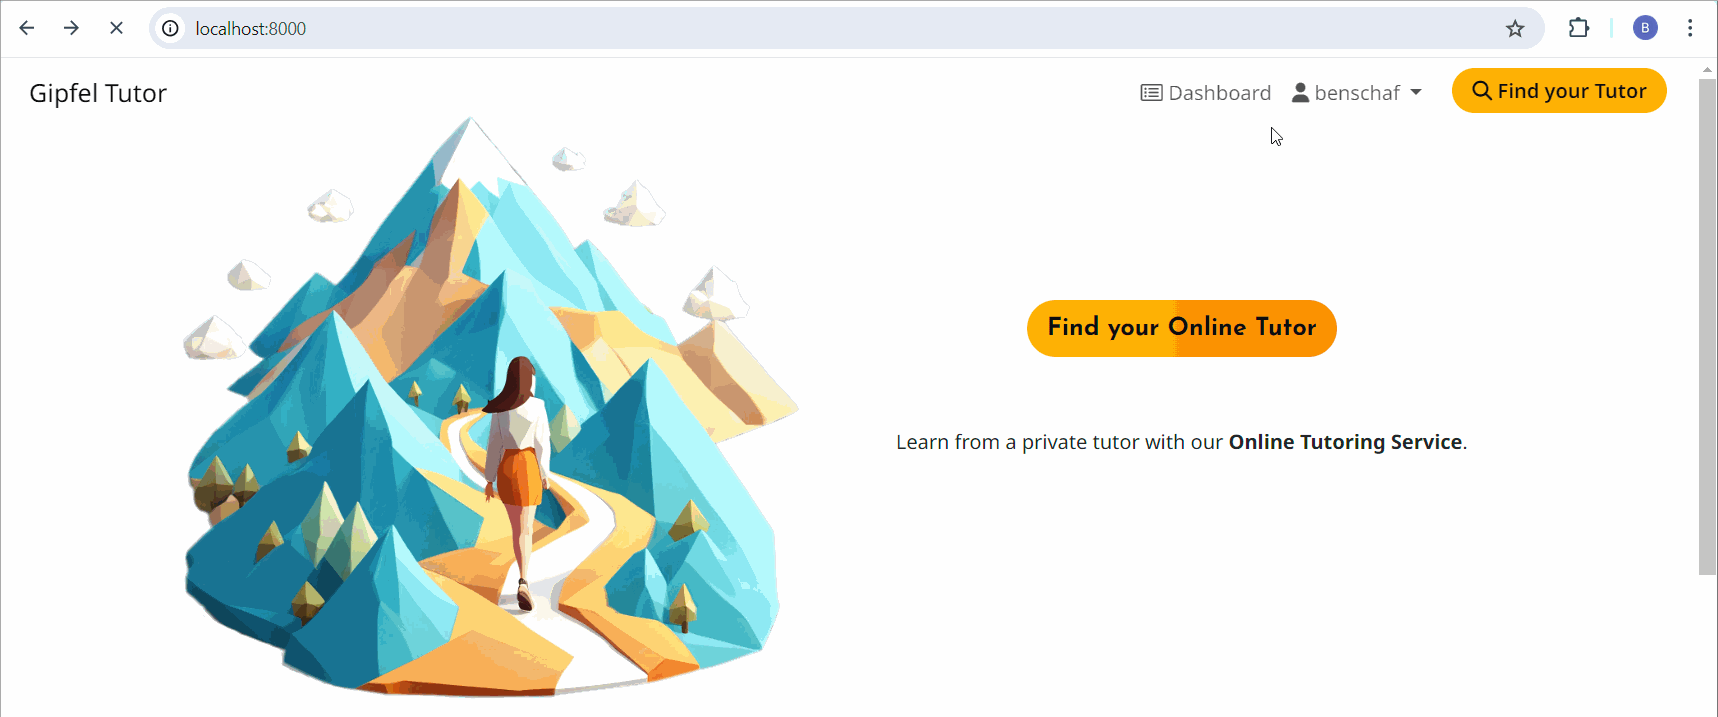 localhost:8000
B
Gipfel Tutor
Dashboard
benschaf
Find your Tutor
Find your Online Tutor
Learn from a private tutor with our Online Tutoring Service.